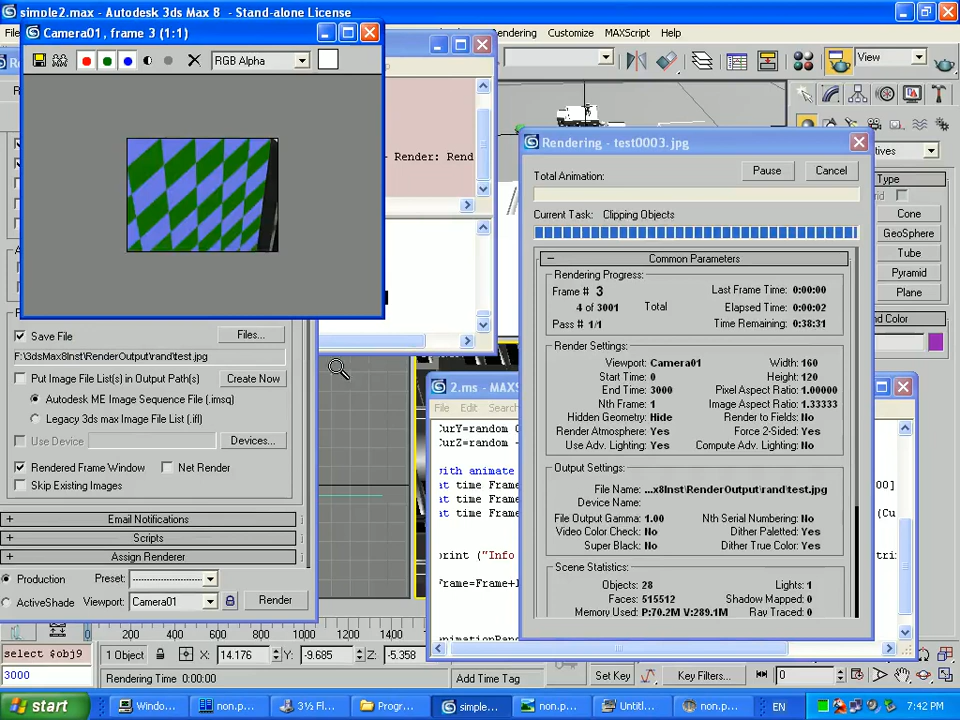 simple2.max - Autodesk 3ds Max 8 - Stand-alone License
Rendering Customize MAXScript Help
Camera01, frame 3 (1:1)
RGB Alpha
View
- Render: Rend
Rendering - test0003.jpg
Total Animation:
Pause
Cancel
Current Task: Clipping Objects
Common Parameters
Rendering Progress:
Frame # 3
Last Frame Time: 0:00:00
4 of 3001 Total
Elapsed Time: 0:00:02
Pass # 1/1
Time Remaining: 0:38:31
Render Settings:
Viewport: Camera01
Width: 160
Start Time: 0
Height: 120
End Time: 3000
Pixel Aspect Ratio: 1.00000
Nth Frame: 1
Image Aspect Ratio: 1.33333
Hidden Geometry: Hide
Render to Fields: No
Render Atmosphere: Yes
Force 2-Sided: Yes
Use Adv. Lighting: Yes
Compute Adv. Lighting: No
Output Settings:
File Name: ...x8Inst\RenderOutput\rand\test.jpg
Device Name:
File Output Gamma: 1.00
Nth Serial Numbering: No
Video Color Check: No
Dither Paletted: Yes
Super Black: No
Dither True Color: Yes
Scene Statistics:
Objects: 28
Lights: 1
Faces: 515512
Shadow Mapped: 0
Memory Used: P:70.2M V:289.1M
Ray Traced: 0
Type
Cone
GeoSphere
Tube
Pyramid
Plane
Save File
Files...
F:\3dsMax8Inst\RenderOutput\rand\test.jpg
Put Image File List(s) in Output Path(s)
Create Now
Autodesk ME Image Sequence File (.imsq)
Legacy 3ds max Image File List (.ifl)
Use Device
Devices...
Rendered Frame Window
Net Render
Skip Existing Images
Email Notifications
Scripts
Assign Renderer
Production
Preset:
ActiveShade
Viewport: Camera01
Render
2.ms - MAXS
File Edit Search
CurY=random
CurZ=random
with animate
at time Frame
at time Frame
at time Frame
print ("Info
Frame=Frame+
200 400 600 800 1000 1200 1400
select $obj9
1 Object
X: 14.176
Y: -9.685
Z: -5.358
3000
Rendering Time 0:00:00
Add Time Tag
Set Key
Key Filters...
0
start
Windo...
non.p...
3½ Fl...
Progr...
simple...
non.p...
Untitl...
non.p...
EN
7:42 PM